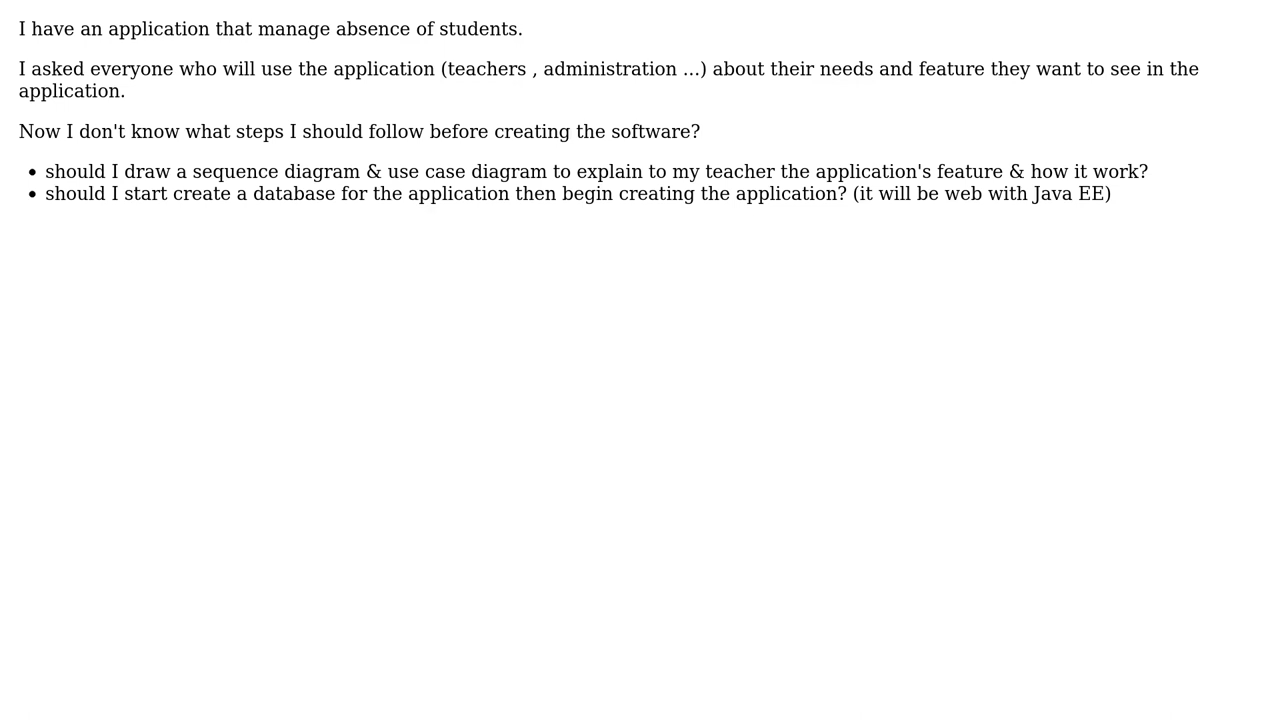 I have an application that manage absence of students.
I asked everyone who will use the application (teachers , administration ...) about their needs and feature they want to see in the
application.
Now I don't know what steps I should follow before creating the software?
• should I draw a sequence diagram & use case diagram to explain to my teacher the application's feature & how it work?
• should I start create a database for the application then begin creating the application? (it will be web with Java EE)